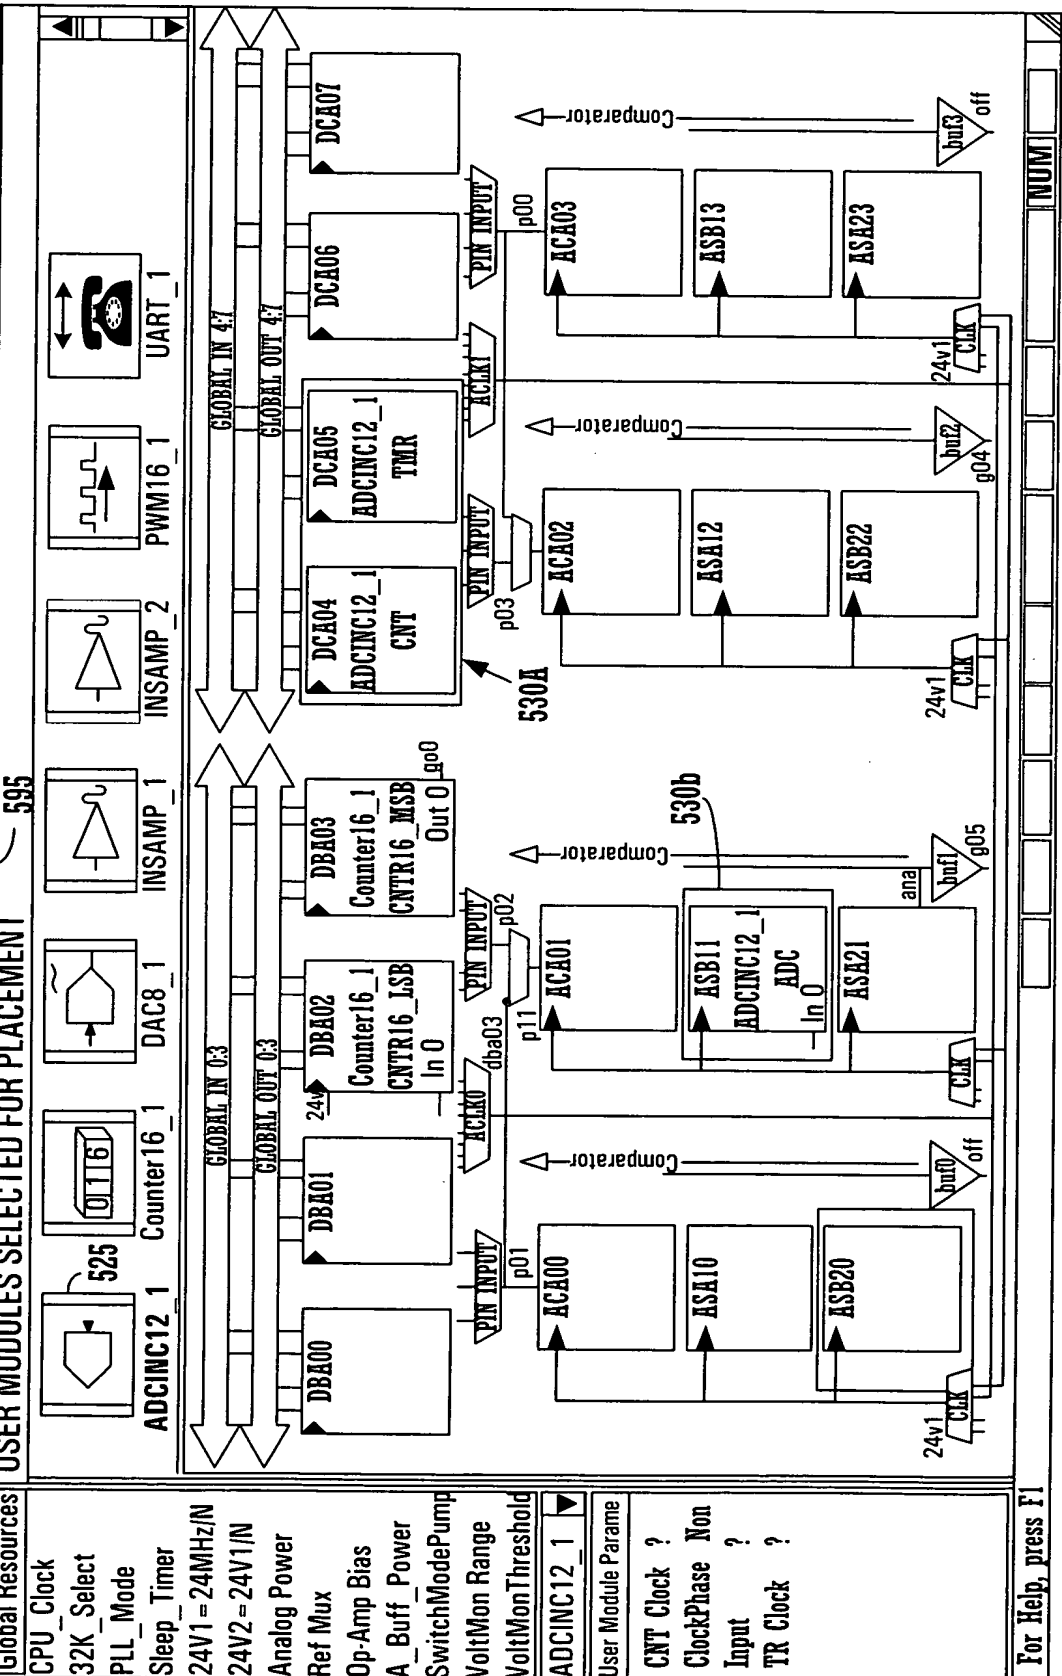 USER MODULES SELECTED FOR PLACEMENT
595
525
ADCINC12_1
Counter16_1
DAC8_1
INSAMP_1
INSAMP_2
PWM16_1
UART_1
0 1 6
Global Resources
CPU_Clock
32K_Select
PLL_Mode
Sleep_Timer
24V1=24MHz/N
24V2=24V1/N
Analog Power
Ref Mux
Op-Amp Bias
A_Buff_Power
SwitchModePump
VoltMon Range
VoltMonThreshold
ADCINC12_1
User Module Parame
CNT Clock ?
ClockPhase Non
Input ?
TR Clock ?
GLOBAL IN 0:3
GLOBAL OUT 0:3
GLOBAL IN 4:7
GLOBAL OUT 4:7
DBA00
DBA01
24v
DBA02
Counter16_1
CNTR16_LSB
In 0
DBA03
Counter16_1
CNTR16_MSB
Out 0
go0
DCA04
ADCINC12_1
CNT
DCA05
ADCINC12_1
TMR
DCA06
DCA07
530A
PIN INPUT
p01
ACLK0
dba03
p11
PIN INPUT
p02
p03
PIN INPUT
ACLK1
PIN INPUT
p00
ACA00
ASA10
ASB20
24v1
CLK
Comparator
buf0
off
ACA01
ASB11
ADCINC12_1
ADC
In 0
530b
ASA21
CLK
Comparator
ana
buf1
g05
ACA02
ASA12
ASB22
24v1
CLK
Comparator
buf2
g04
ACA03
ASB13
ASA23
24v1
CLK
Comparator
buf3
off
For Help, press F1
NUM